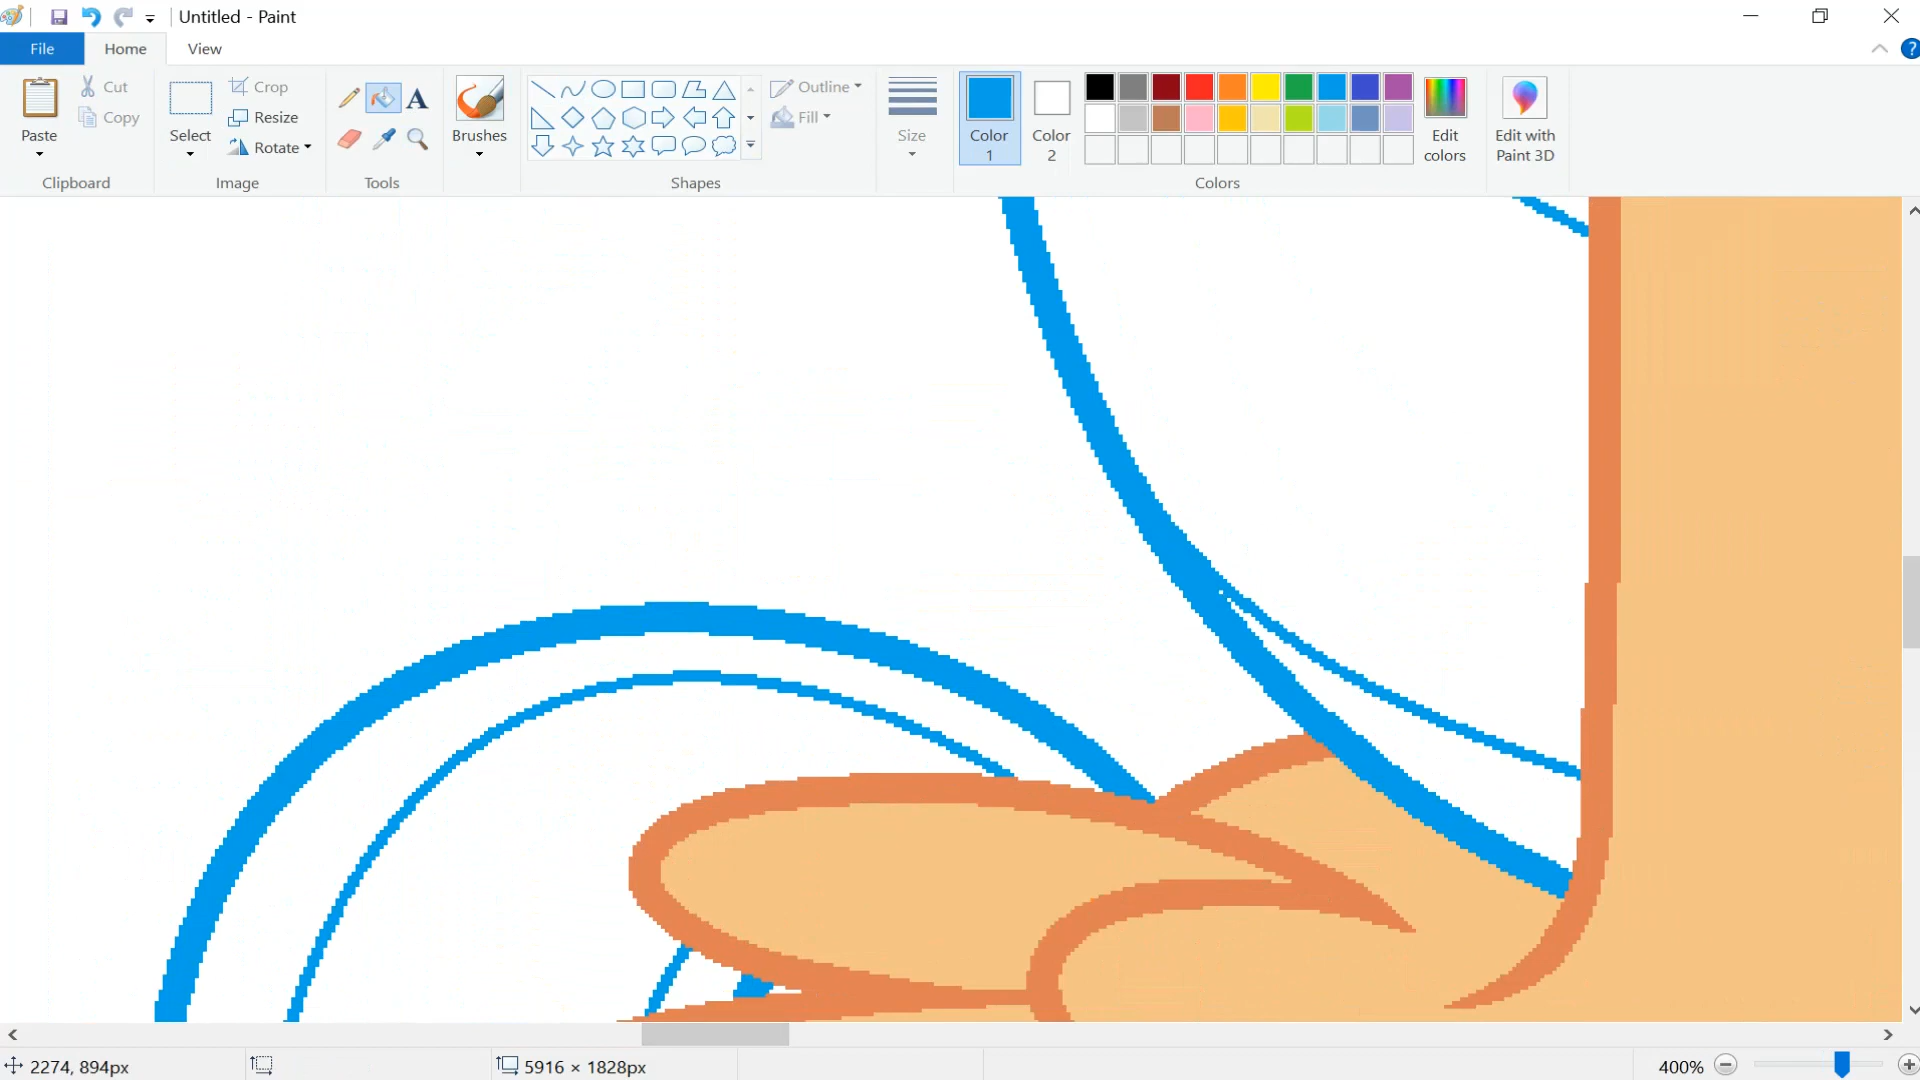 Untitled - Paint
File Home View
Paste
Cut
Copy
Clipboard
Select
Crop
Resize
Rotate
Image
A
Tools
Brushes
Outline
Fill
Shapes
Size
Color
1
Color
2
Edit
colors
Colors
Edit with
Paint 3D
?
2274, 894px
5916 × 1828px
400%